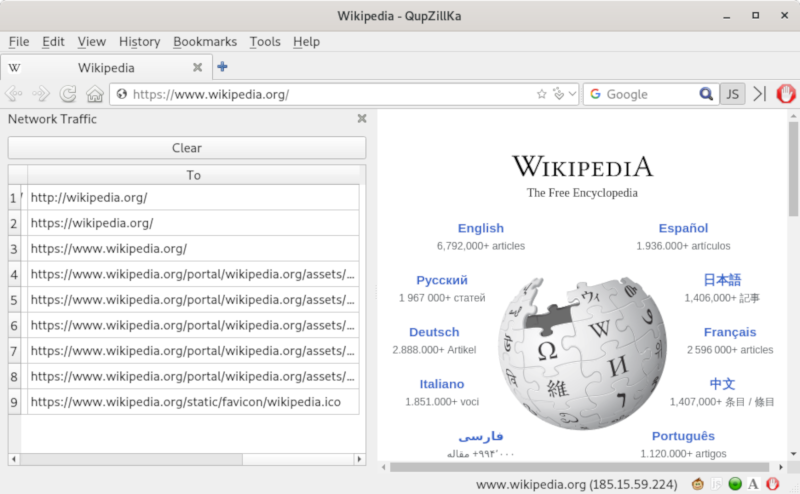 Wikipedia - QupZillKa
File Edit View History Bookmarks Tools Help
W Wikipedia
https://www.wikipedia.org/ Google JS
Network Traffic
Clear
To
1 http://wikipedia.org/
2 https://wikipedia.org/
3 https://www.wikipedia.org/
4 https://www.wikipedia.org/portal/wikipedia.org/assets/...
5 https://www.wikipedia.org/portal/wikipedia.org/assets/...
6 https://www.wikipedia.org/portal/wikipedia.org/assets/...
7 https://www.wikipedia.org/portal/wikipedia.org/assets/...
8 https://www.wikipedia.org/portal/wikipedia.org/assets/...
9 https://www.wikipedia.org/static/favicon/wikipedia.ico
WIKIPEDIA
The Free Encyclopedia
English
6,792,000+ articles
Español
1.936.000+ artículos
Русский
1 967 000+ статей
日本語
1,406,000+ 記事
Deutsch
2.888.000+ Artikel
Français
2 596 000+ articles
Italiano
1.851.000+ voci
中文
1,407,000+ 条目 / 條目
فارسی
۹۹۴٬۰۰۰+ مقاله
Português
1.120.000+ artigos
Ω W И 維
www.wikipedia.org (185.15.59.224) A